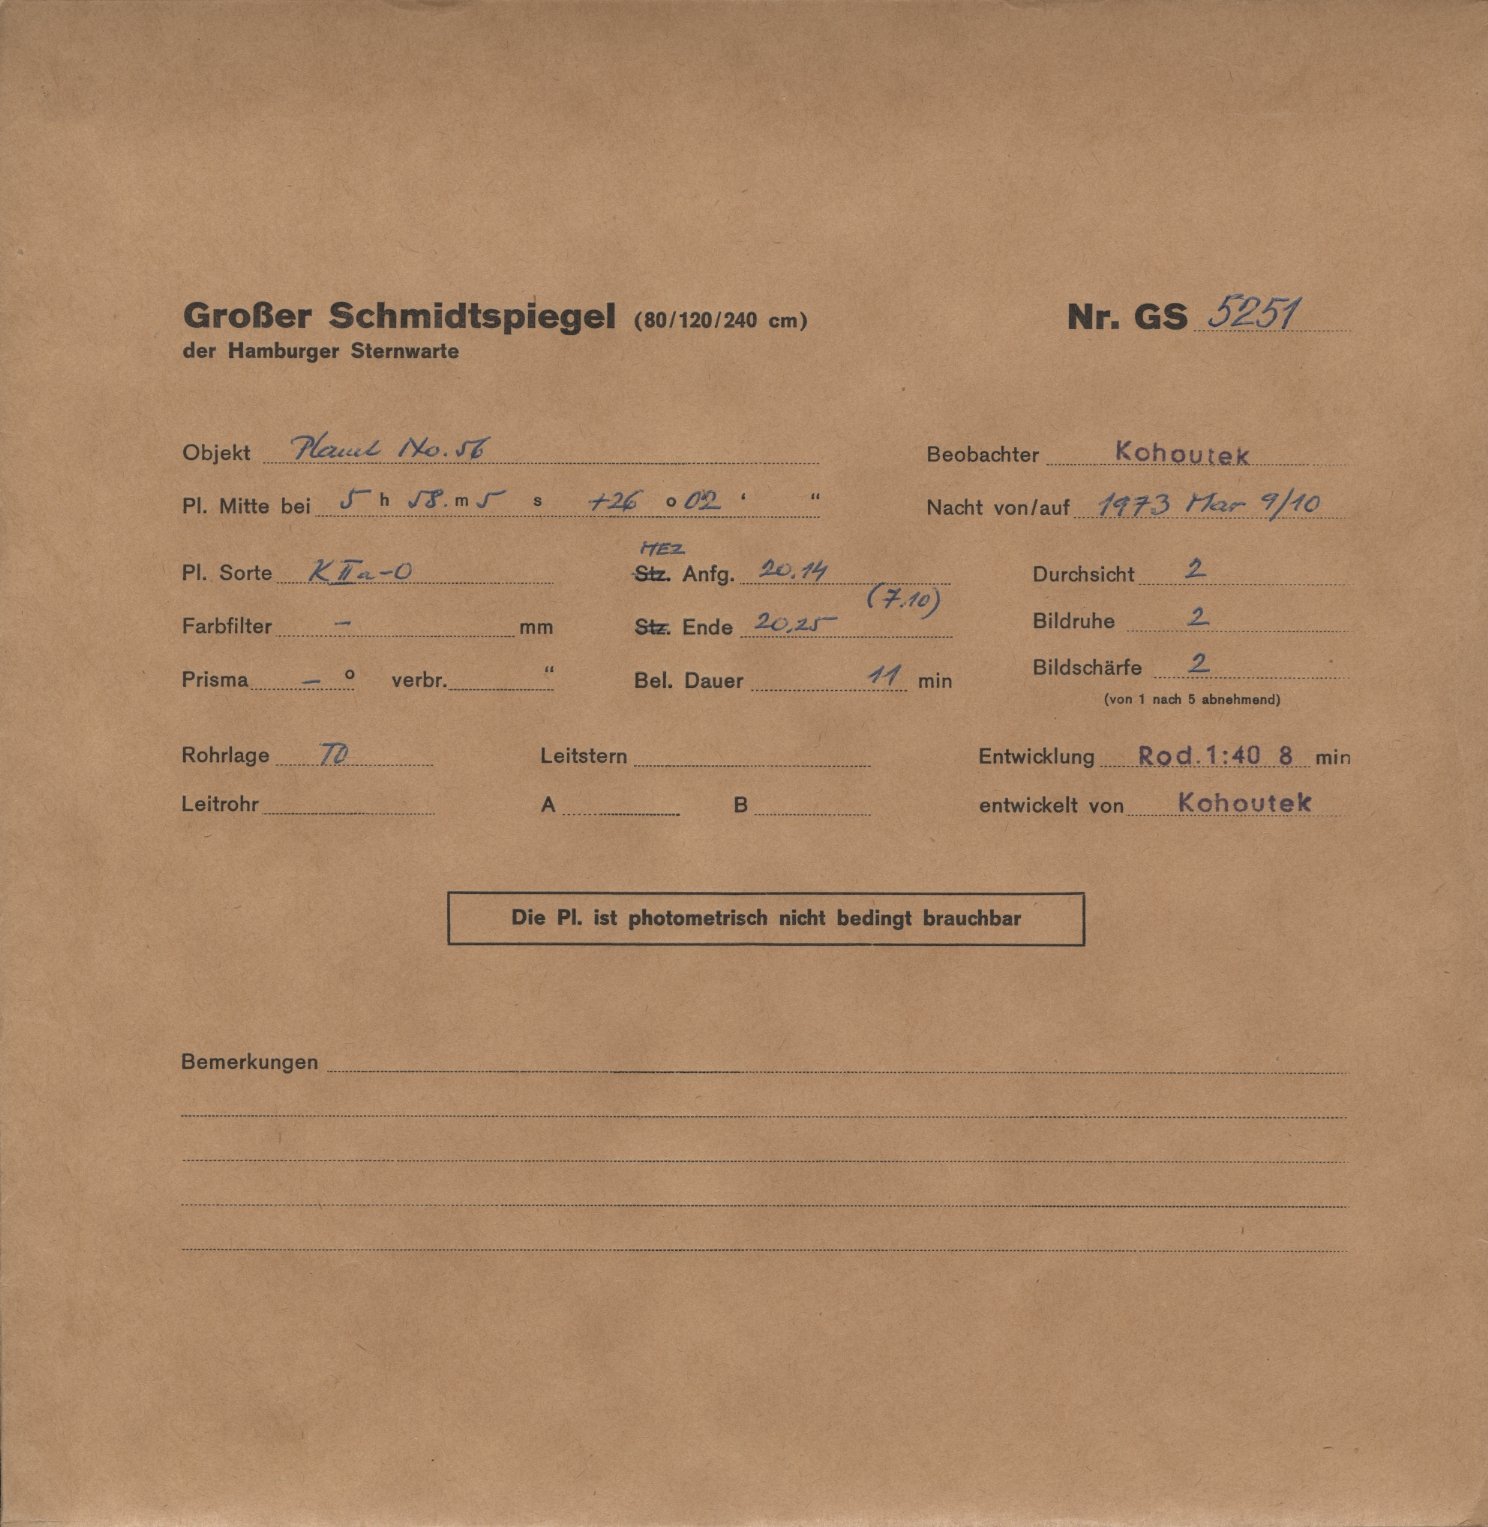 Großer Schmidtspiegel (80/120/240 cm) Nr. GS 5251
der Hamburger Sternwarte
Objekt Planet No. 56 Beobachter Kohoutek
Pl. Mitte bei 5 h 58. m 5 s +26 o 02 ' “ Nacht von/auf 1973 Mar 9/10
MEZ
Pl. Sorte K IIa-O Stz. Anfg. 20.14 Durchsicht 2
(7.10)
Farbfilter – mm Stz. Ende 20.25 Bildruhe 2
Prisma – o verbr. “ Bel. Dauer 11 min Bildschärfe 2
(von 1 nach 5 abnehmend)
Rohrlage TO Leitstern Entwicklung Rod. 1:40 8 min
Leitrohr A B entwickelt von Kohoutek
Die Pl. ist photometrisch nicht bedingt brauchbar
Bemerkungen